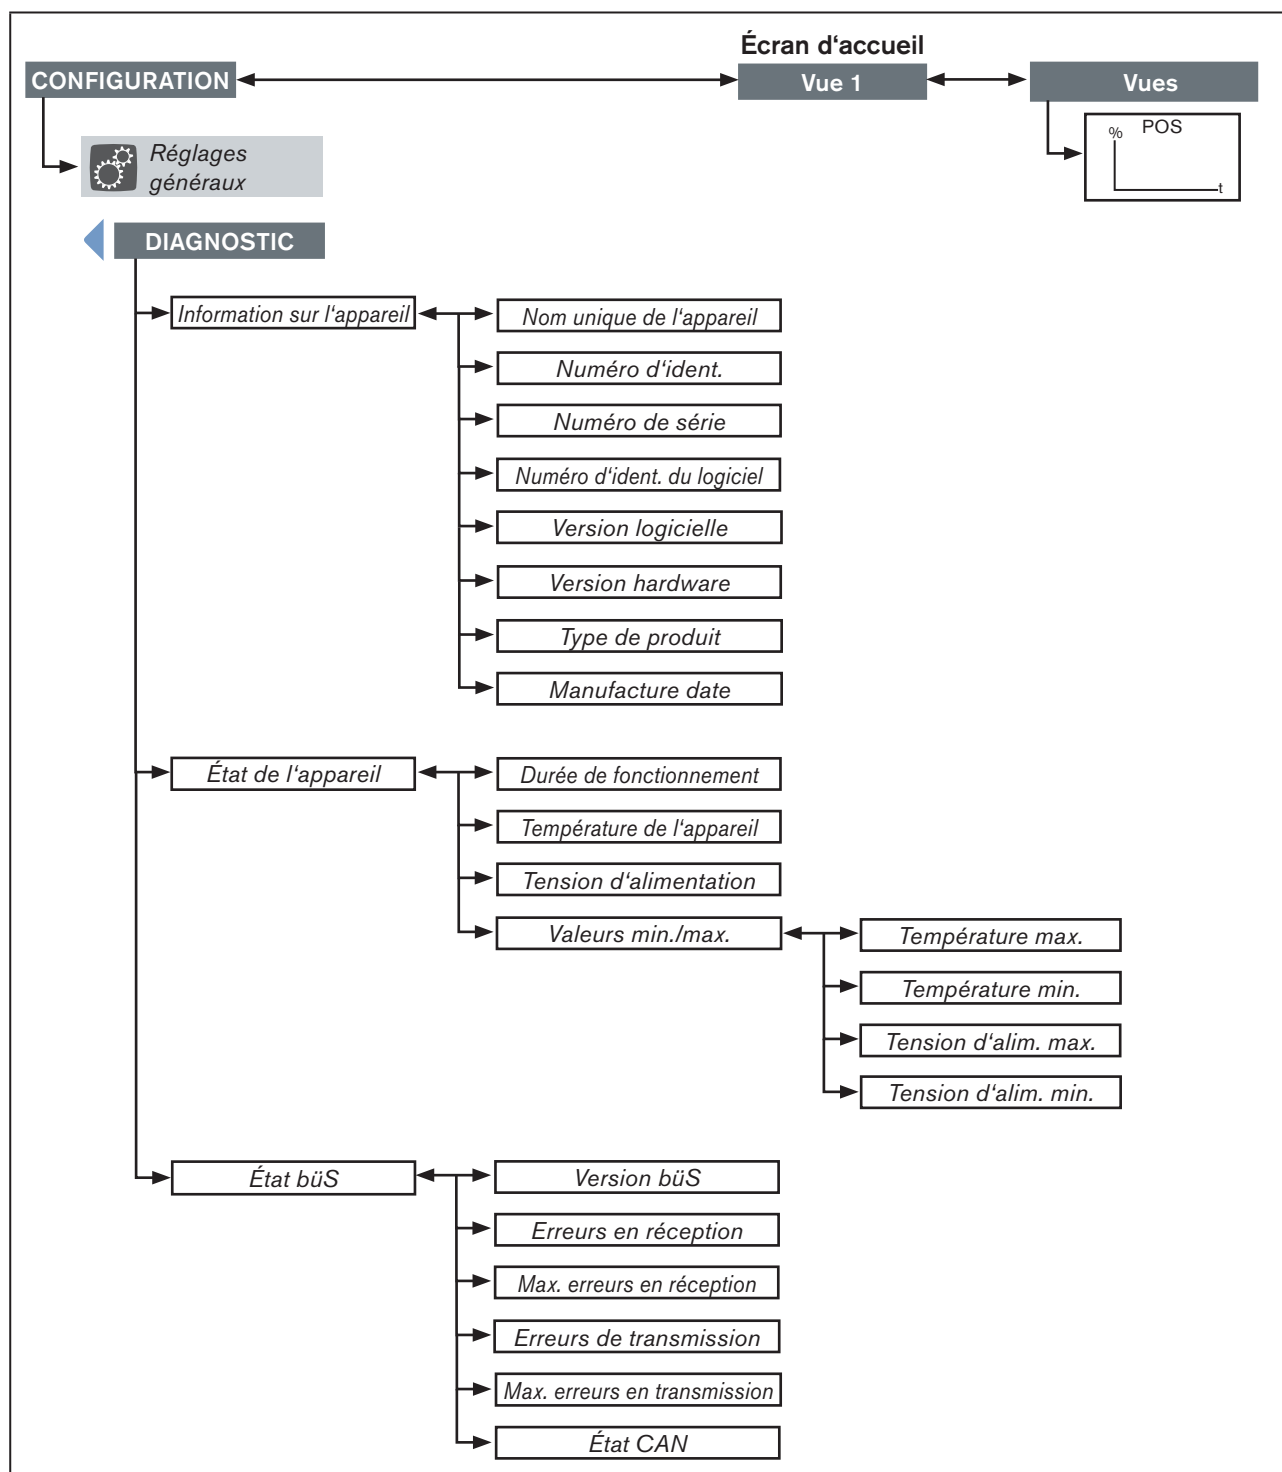 Écran d‘accueil
CONFIGURATION
Vue 1
Vues
Réglages
généraux
% POS
t
DIAGNOSTIC
Information sur l'appareil
Nom unique de l'appareil
Numéro d‘ident.
Numéro de série
Numéro d'ident. du logiciel
Version logicielle
Version hardware
Type de produit
Manufacture date
État de l‘appareil
Durée de fonctionnement
Température de l'appareil
Tension d'alimentation
Valeurs min./max.
Température max.
Température min.
Tension d‘alim. max.
Tension d‘alim. min.
État büS
Version büS
Erreurs en réception
Max. erreurs en réception
Erreurs de transmission
Max. erreurs en transmission
État CAN